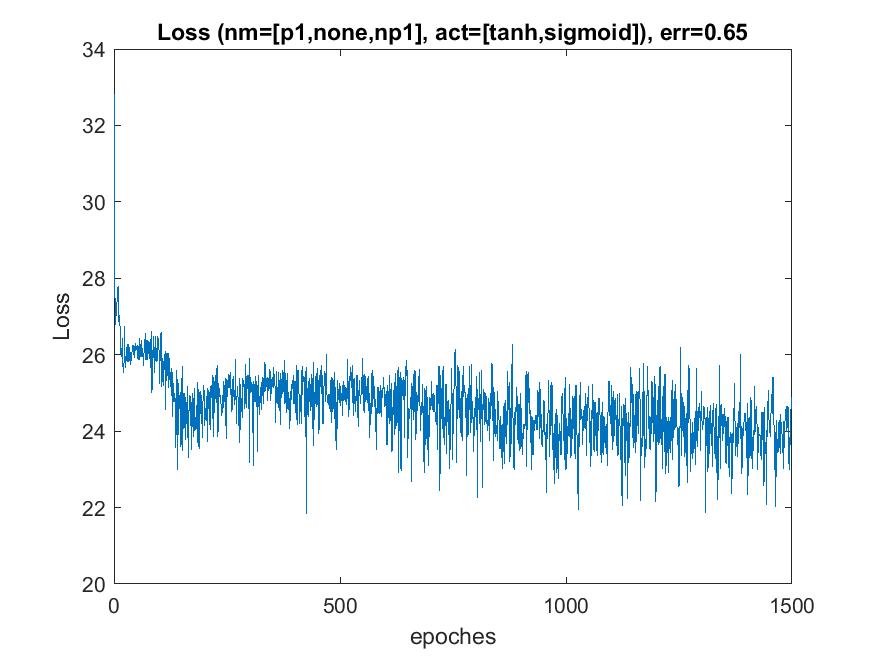 Loss (nm=[p1,none,np1], act=[tanh,sigmoid]), err=0.65
34
32
30
28
26
24
22
20
Loss
0 500 1000 1500
epoches